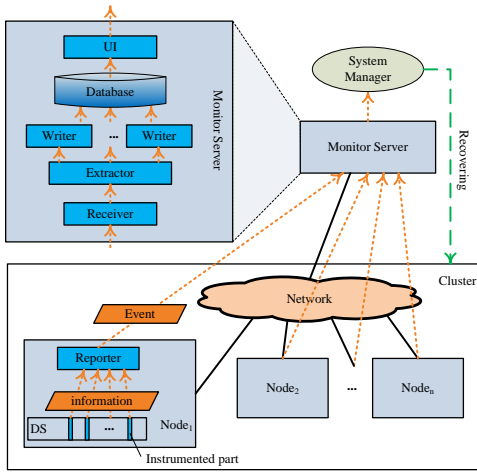 UI
Database
Writer
...
Writer
Extractor
Receiver
Monitor Server
System
Manager
Monitor Server
Recovering
Cluster
Network
Event
Reporter
information
DS
...
Node1
Instrumented part
Node2
...
Noden